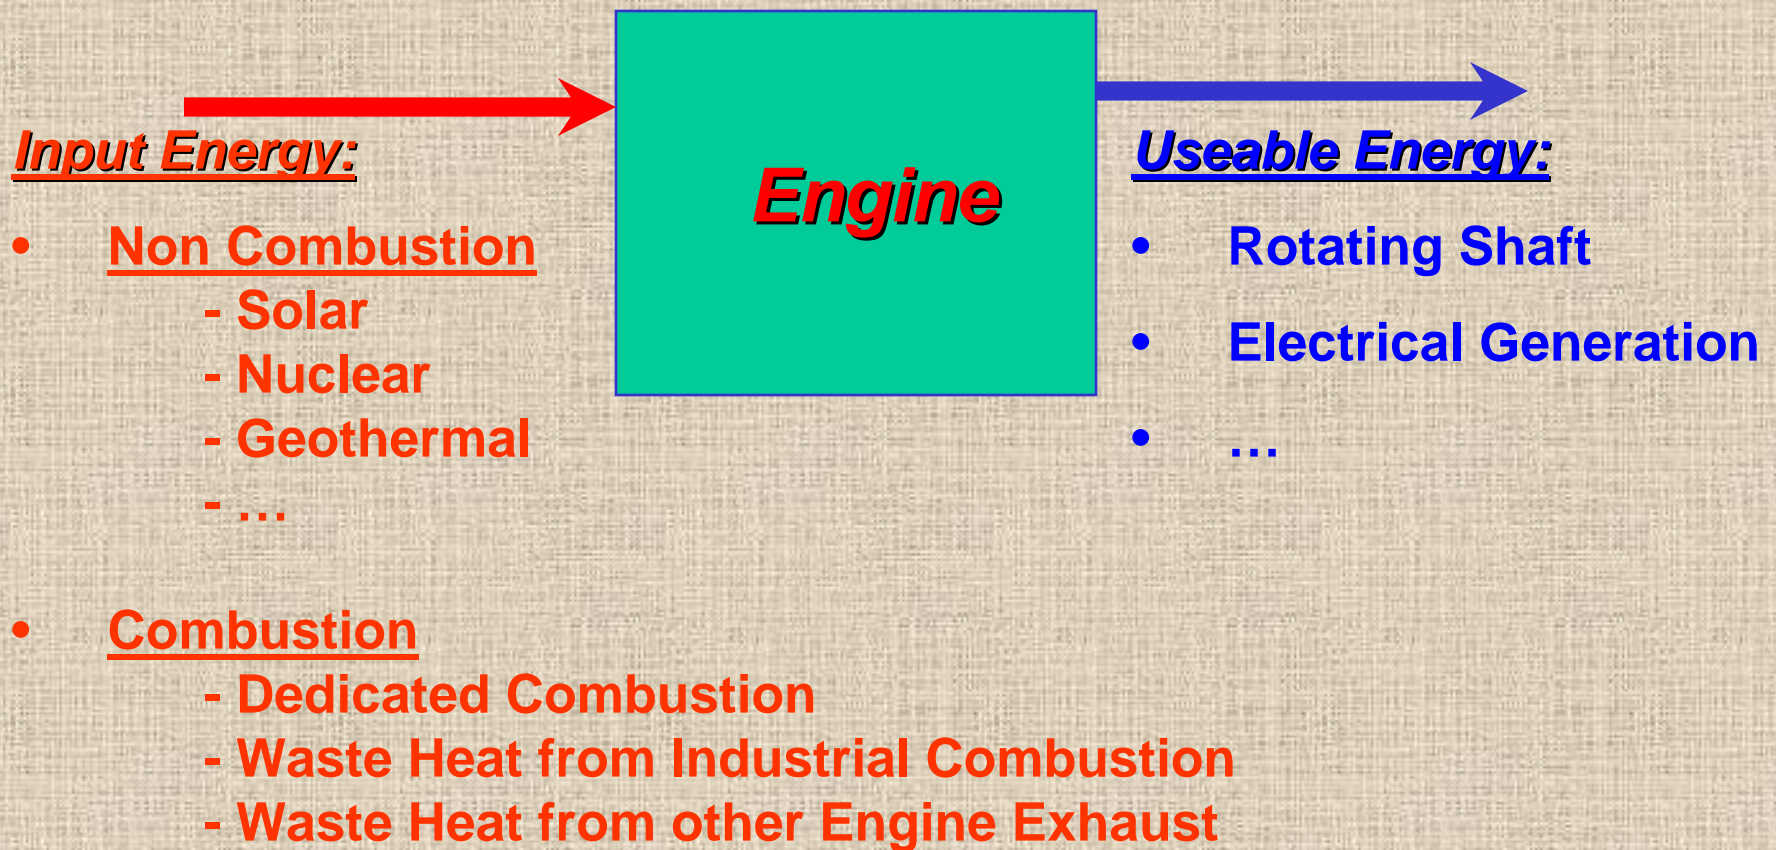 Input Energy:
• Non Combustion
- Solar
- Nuclear
- Geothermal
- …
• Combustion
- Dedicated Combustion
- Waste Heat from Industrial Combustion
- Waste Heat from other Engine Exhaust
Engine
Useable Energy:
• Rotating Shaft
• Electrical Generation
• …